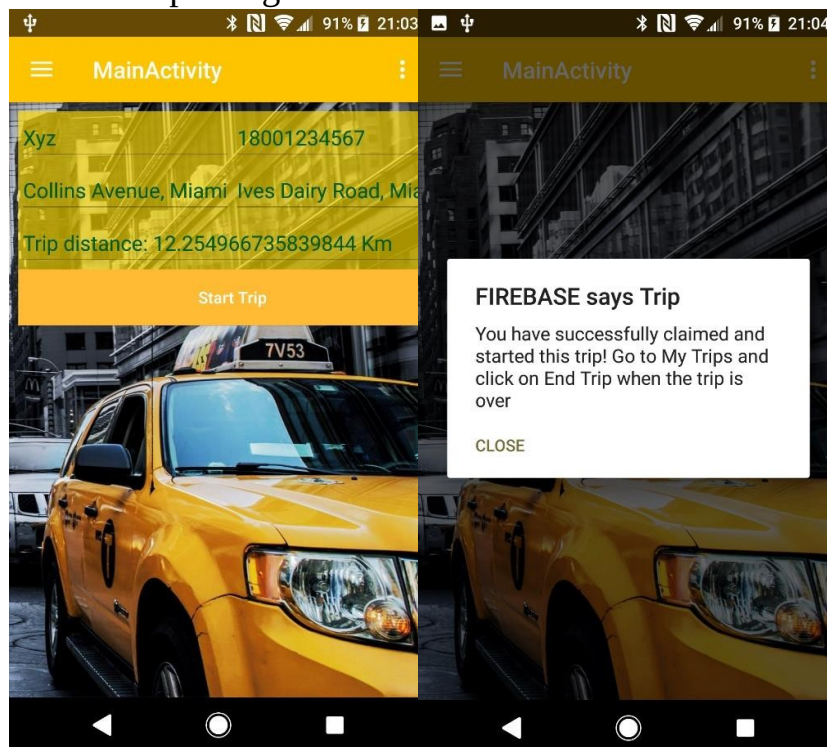 91% 21:03
MainActivity
Xyz 18001234567
Collins Avenue, Miami Ives Dairy Road, Mia
Trip distance: 12.254966735839844 Km
Start Trip
7V53
91% 21:04
MainActivity
FIREBASE says Trip
You have successfully claimed and
started this trip! Go to My Trips and
click on End Trip when the trip is
over
CLOSE